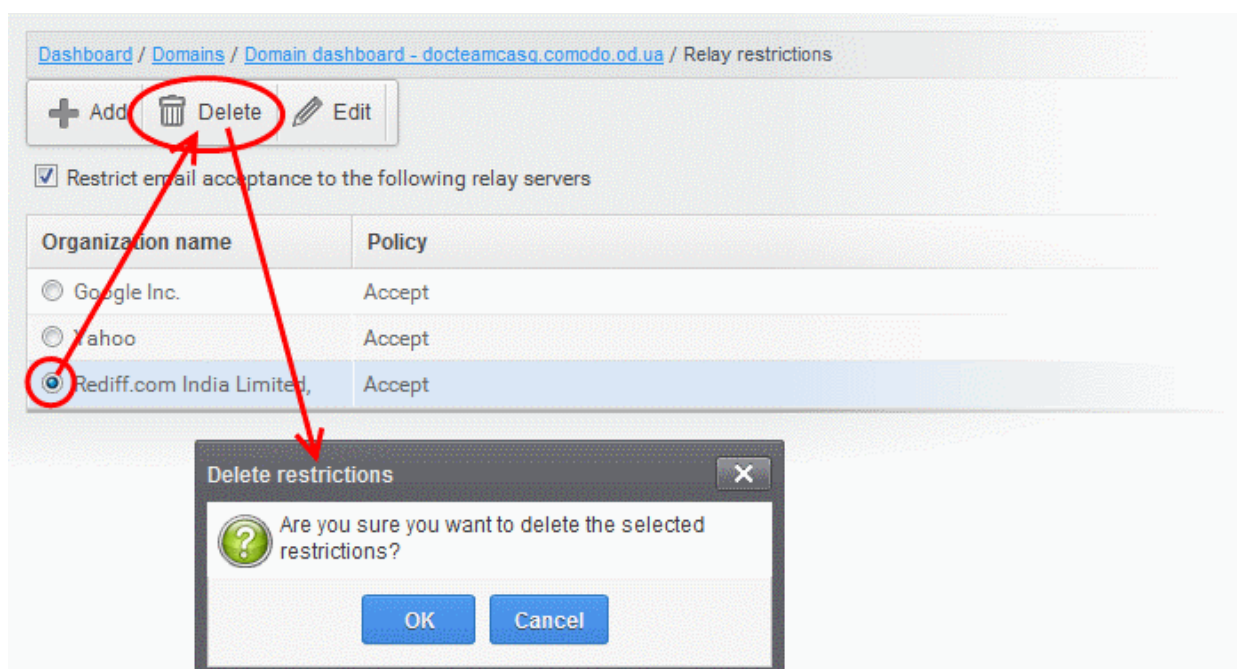 Dashboard / Domains / Domain dashboard - docteamcasg.comodo.od.ua / Relay restrictions
Add Delete Edit
Restrict email acceptance to the following relay servers
Organization name Policy
Google Inc. Accept
Yahoo Accept
Rediff.com India Limited, Accept
Delete restrictions
Are you sure you want to delete the selected
restrictions?
OK Cancel